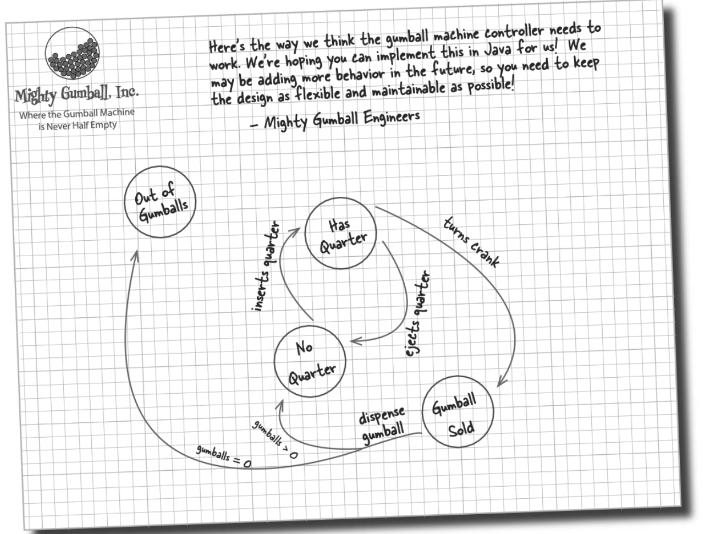 Here's the way we think the gumball machine controller needs to
work. We're hoping you can implement this in Java for us! We
may be adding more behavior in the future, so you need to keep
the design as flexible and maintainable as possible!
– Mighty Gumball Engineers
Mighty Gumball, Inc.
Where the Gumball Machine
is Never Half Empty
Out of
Gumballs
Has
Quarter
inserts quarter
turns crank
ejects quarter
No
Quarter
Gumball
Sold
dispense
gumball
gumballs > 0
gumballs = 0